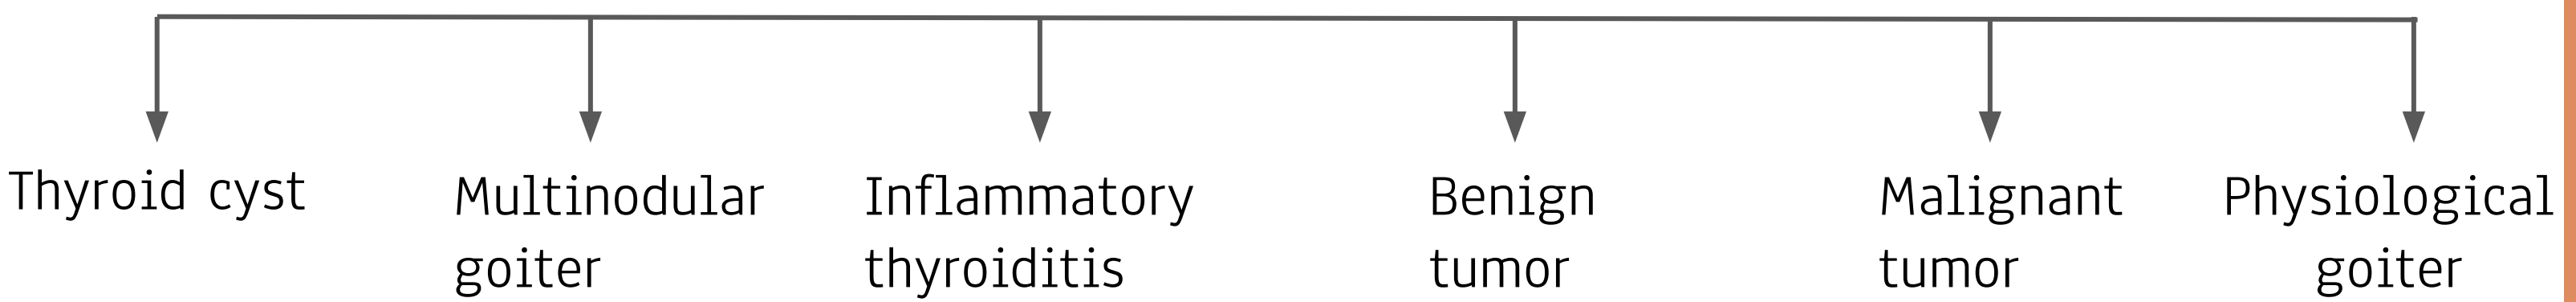 Thyroid cyst
Multinodular
goiter
Inflammatory
thyroiditis
Benign
tumor
Malignant
tumor
Physiological
goiter